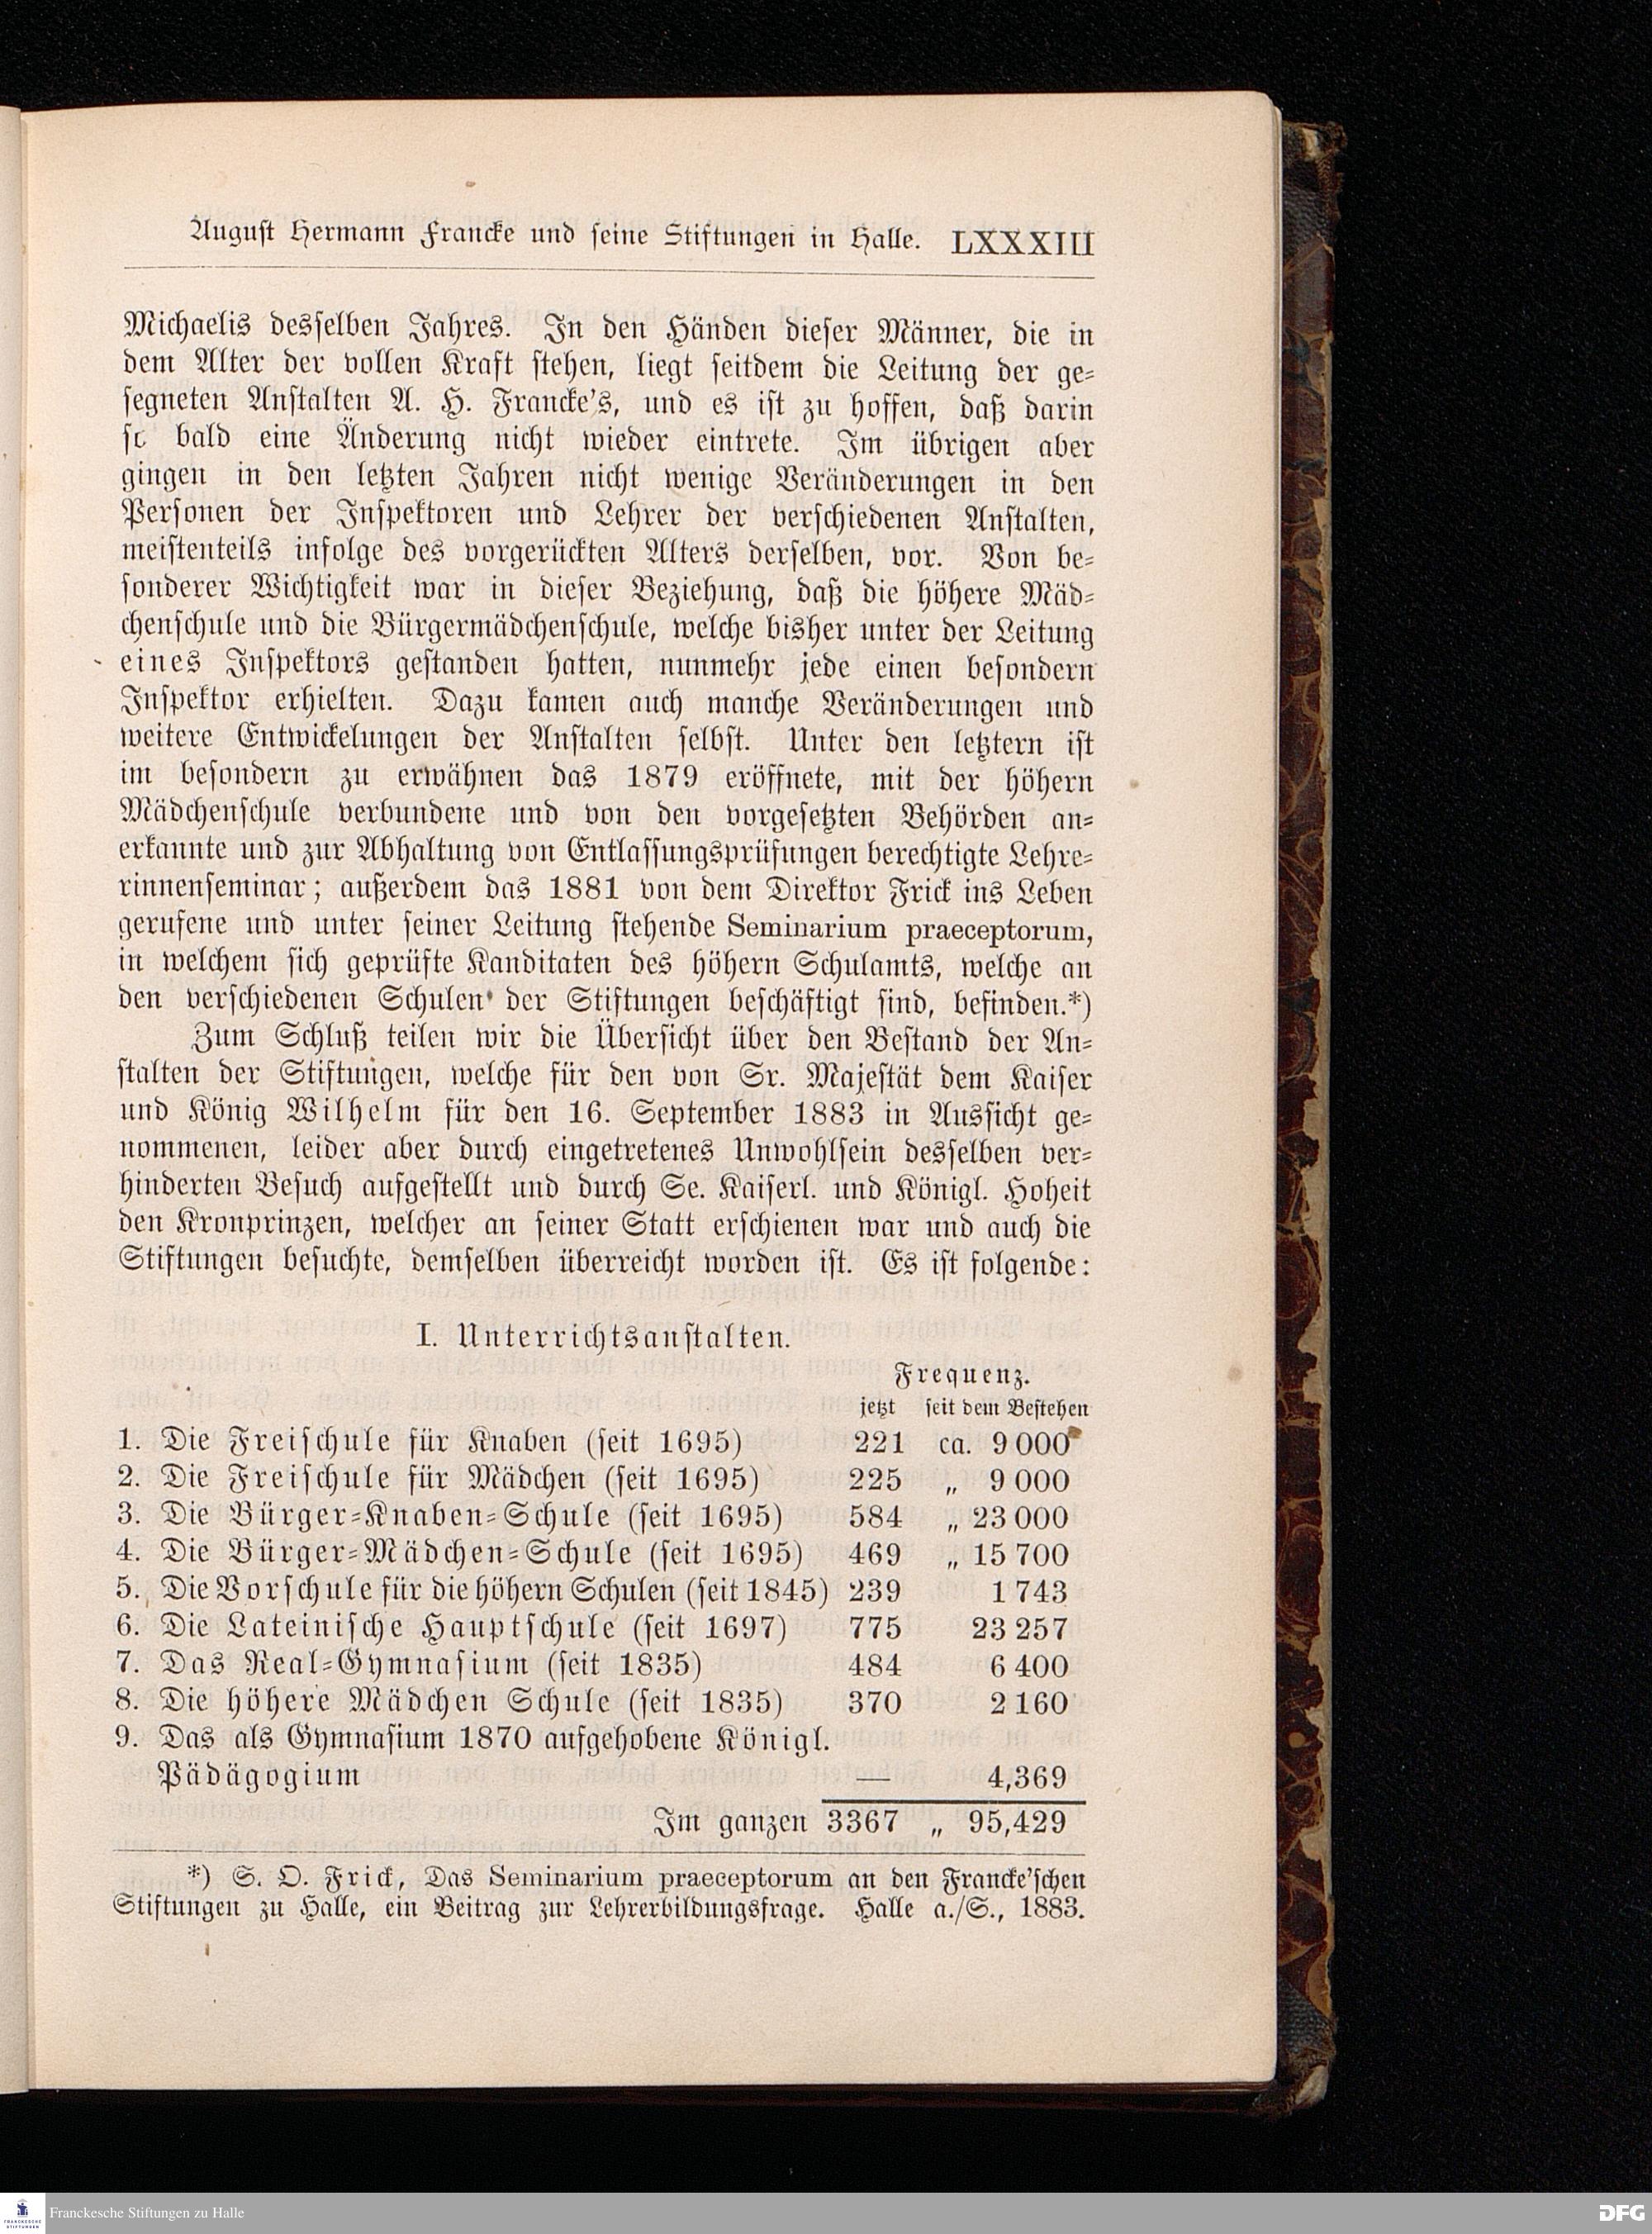 August Hermann Francke und seine Stiftungen in Halle. LXXXIII
Michaelis desselben Jahres. In den Händen dieser Männer, die in
dem Alter der vollen Kraft stehen, liegt seitdem die Leitung der ge-
segneten Anstalten A. H. Francke's, und es ist zu hoffen, daß darin
so bald eine Änderung nicht wieder eintrete. Im übrigen aber
gingen in den letzten Jahren nicht wenige Veränderungen in den
Personen der Inspektoren und Lehrer der verschiedenen Anstalten,
meistenteils infolge des vorgerückten Alters derselben, vor. Von be-
sonderer Wichtigkeit war in dieser Beziehung, daß die höhere Mäd-
chenschule und die Bürgermädchenschule, welche bisher unter der Leitung
eines Inspektors gestanden hatten, nunmehr jede einen besondern
Inspektor erhielten. Dazu kamen auch manche Veränderungen und
weitere Entwickelungen der Anstalten selbst. Unter den letztern ist
im besondern zu erwähnen das 1879 eröffnete, mit der höhern
Mädchenschule verbundene und von den vorgesetzten Behörden an-
erkannte und zur Abhaltung von Entlassungsprüfungen berechtigte Lehre-
rinnenseminar; außerdem das 1881 von dem Direktor Frick ins Leben
gerufene und unter seiner Leitung stehende Seminarium praeceptorum,
in welchem sich geprüfte Kanditaten des höhern Schulamts, welche an
den verschiedenen Schulen der Stiftungen beschäftigt sind, befinden.*)
Zum Schluß teilen wir die Übersicht über den Bestand der An-
stalten der Stiftungen, welche für den von Sr. Majestät dem Kaiser
und König Wilhelm für den 16. September 1883 in Aussicht ge-
nommenen, leider aber durch eingetretenes Unwohlsein desselben ver-
hinderten Besuch aufgestellt und durch Se. Kaiserl. und Königl. Hoheit
den Kronprinzen, welcher an seiner Statt erschienen war und auch die
Stiftungen besuchte, demselben überreicht worden ist. Es ist folgende:
I. Unterrichtsanstalten.
Frequenz.
jetzt seit dem Bestehen
1. Die Freischule für Knaben (seit 1695) 221 ca. 9 000
2. Die Freischule für Mädchen (seit 1695) 225 „ 9 000
3. Die Bürger-Knaben-Schule (seit 1695) 584 „ 23 000
4. Die Bürger-Mädchen-Schule (seit 1695) 469 „ 15 700
5. Die Vorschule für die höhern Schulen (seit 1845) 239 1 743
6. Die Lateinische Hauptschule (seit 1697) 775 23 257
7. Das Real-Gymnasium (seit 1835) 484 6 400
8. Die höhere Mädchen Schule (seit 1835) 370 2 160
9. Das als Gymnasium 1870 aufgehobene Königl.
Pädägogium — 4,369
Im ganzen 3367 „ 95,429
*) S. O. Frick, Das Seminarium praeceptorum an den Francke'schen
Stiftungen zu Halle, ein Beitrag zur Lehrerbildungsfrage. Halle a./S., 1883.
FRANCKESCHE
STIFTUNGEN
Franckesche Stiftungen zu Halle
DFG